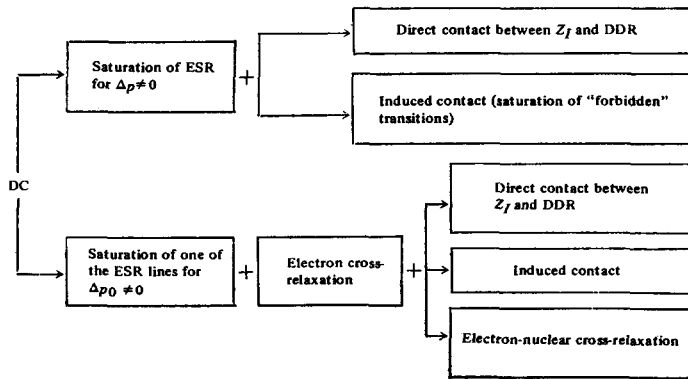 Direct contact between Z_I and DDR
Saturation of ESR
for Δp≠0
+
Induced contact (saturation of “forbidden”
transitions)
DC
Direct contact between
Z_I and DDR
Saturation of one of
the ESR lines for
Δp₀ ≠0
+
Electron cross-
relaxation
+
Induced contact
Electron-nuclear cross-relaxation